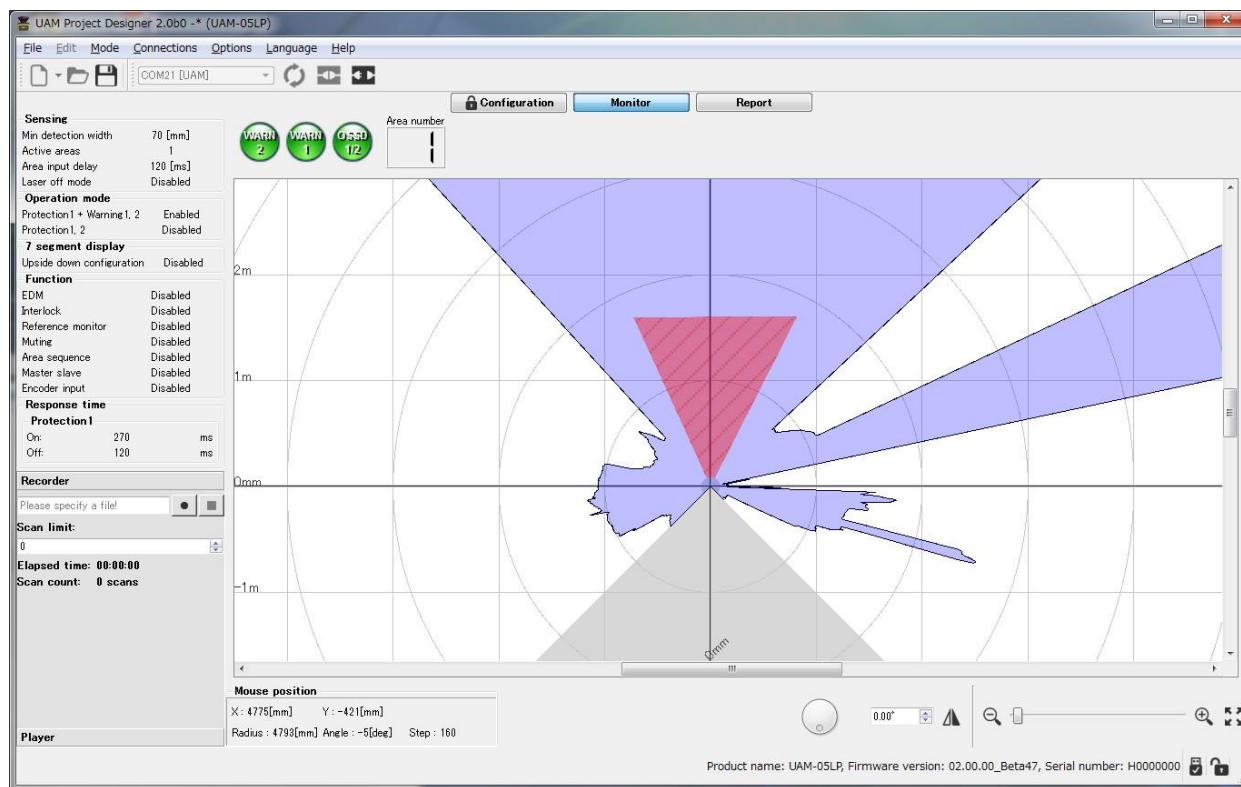 UAM Project Designer 2.0b0 -* (UAM-05LP)
File Edit Mode Connections Options Language Help
COM21 [UAM]
Configuration Monitor Report
Sensing
Min detection width 70 [mm]
Active areas 1
Area input delay 120 [ms]
Laser off mode Disabled
Operation mode
Protection1 + Warning1, 2 Enabled
Protection1, 2 Disabled
7 segment display
Upside down configuration Disabled
Function
EDM Disabled
Interlock Disabled
Reference monitor Disabled
Muting Disabled
Area sequence Disabled
Master slave Disabled
Encoder input Disabled
Response time
Protection1
On: 270 ms
Off: 120 ms
Recorder
Please specify a file!
Scan limit:
0
Elapsed time: 00:00:00
Scan count: 0 scans
Player
WARN 2
WARN 1
OSSD 1/2
Area number
1
2m
1m
0mm
-1m
0mm
Mouse position
X : 4775[mm] Y : -421[mm]
Radius : 4793[mm] Angle : -5[deg] Step : 160
0.00°
Product name: UAM-05LP, Firmware version: 02.00.00_Beta47, Serial number: H0000000